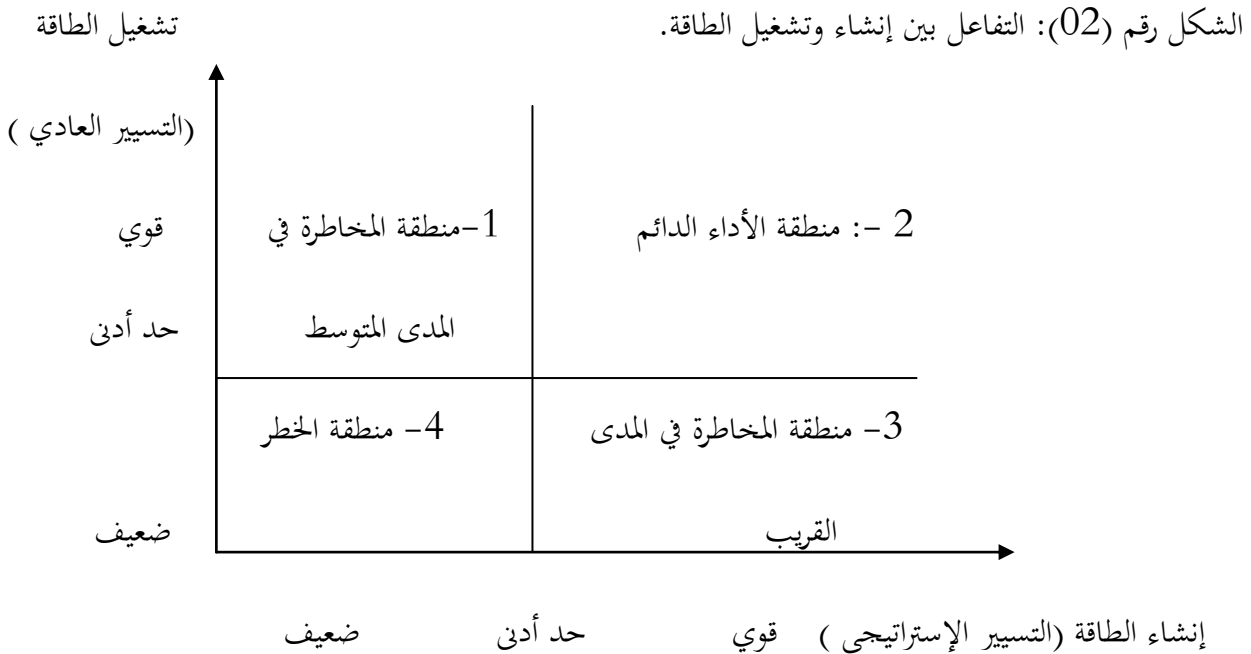 الشكل رقم (02): التفاعل بين إنشاء وتشغيل الطاقة. تشغيل الطاقة
(التسيير العادي )
2 -: منطقة الأداء الدائم 1-منطقة المخاطرة في قوي
المدى المتوسط حد أدنى
3- منطقة المخاطرة في المدى 4- منطقة الخطر
القريب ضعيف
إنشاء الطاقة (التسيير الإستراتيجي ) قوي حد أدنى ضعيف